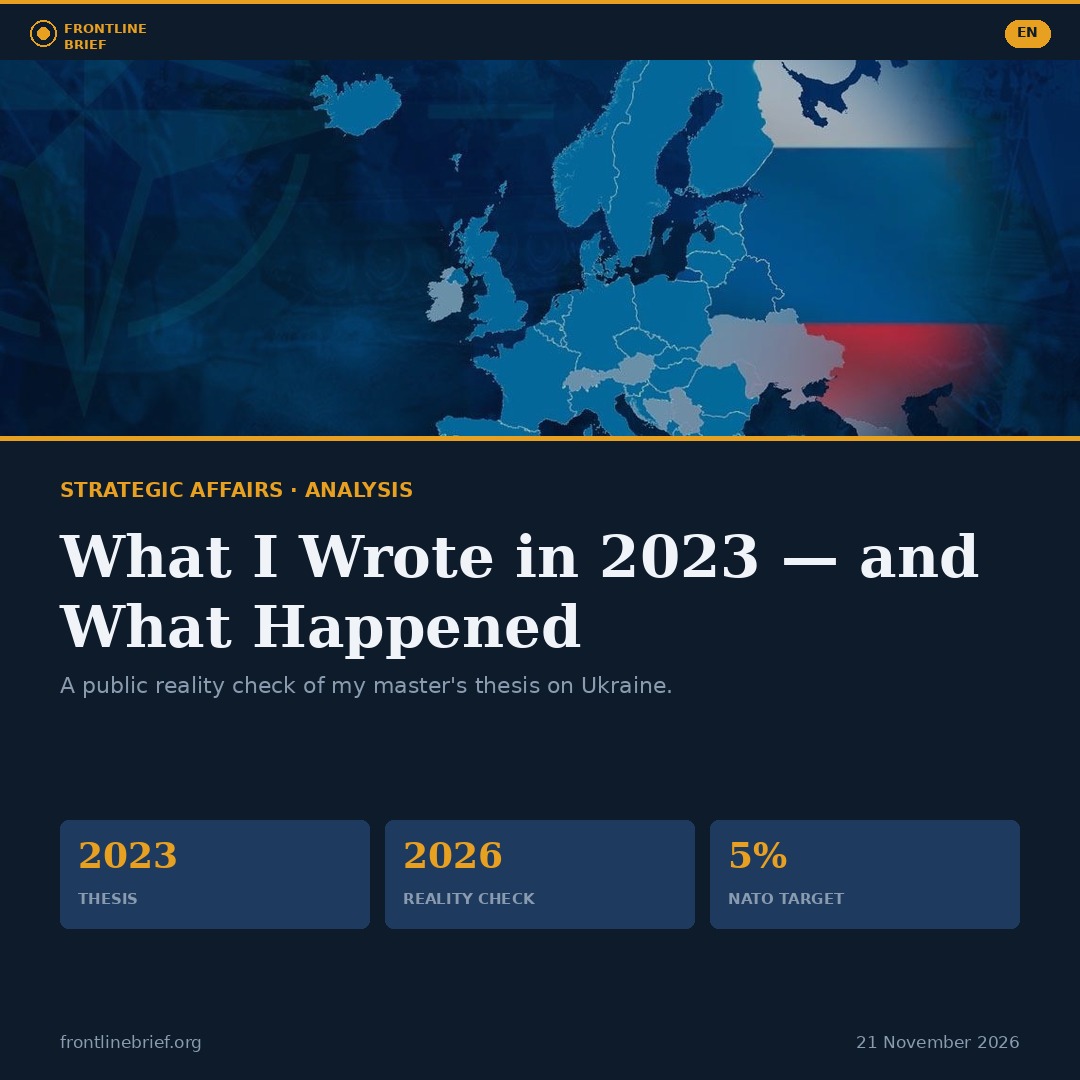 FRONTLINE
BRIEF
EN
STRATEGIC AFFAIRS · ANALYSIS
What I Wrote in 2023 — and
What Happened
A public reality check of my master's thesis on Ukraine.
2023
THESIS
2026
REALITY CHECK
5%
NATO TARGET
frontlinebrief.org
21 November 2026